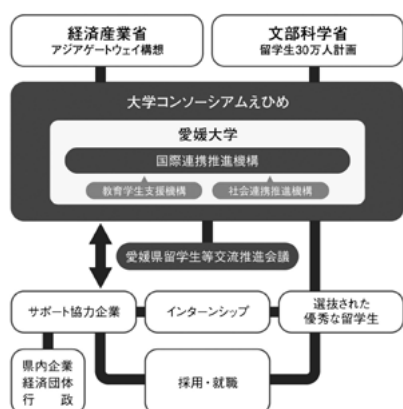 経済産業省
アジアゲートウェイ構想
文部科学省
留学生30万人計画
大学コンソーシアムえひめ
愛媛大学
国際連携推進機構
教育学生支援機構
社会連携推進機構
愛媛県留学生等交流推進会議
サポート協力企業
インターンシップ
選抜された
優秀な留学生
県内企業
経済団体
行　政
採用・就職